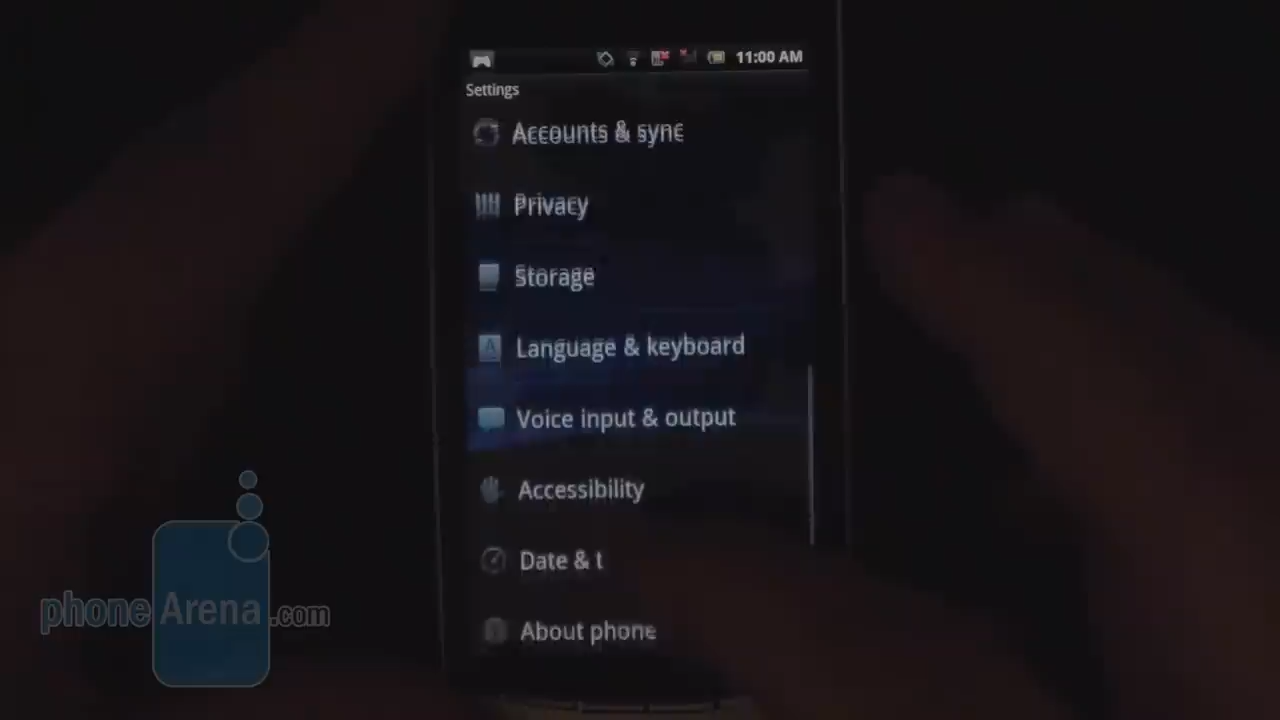 11:00 AM
Settings
Accounts & sync
Privacy
Storage
Language & keyboard
Voice input & output
Accessibility
Date & t
About phone
phoneArena.com